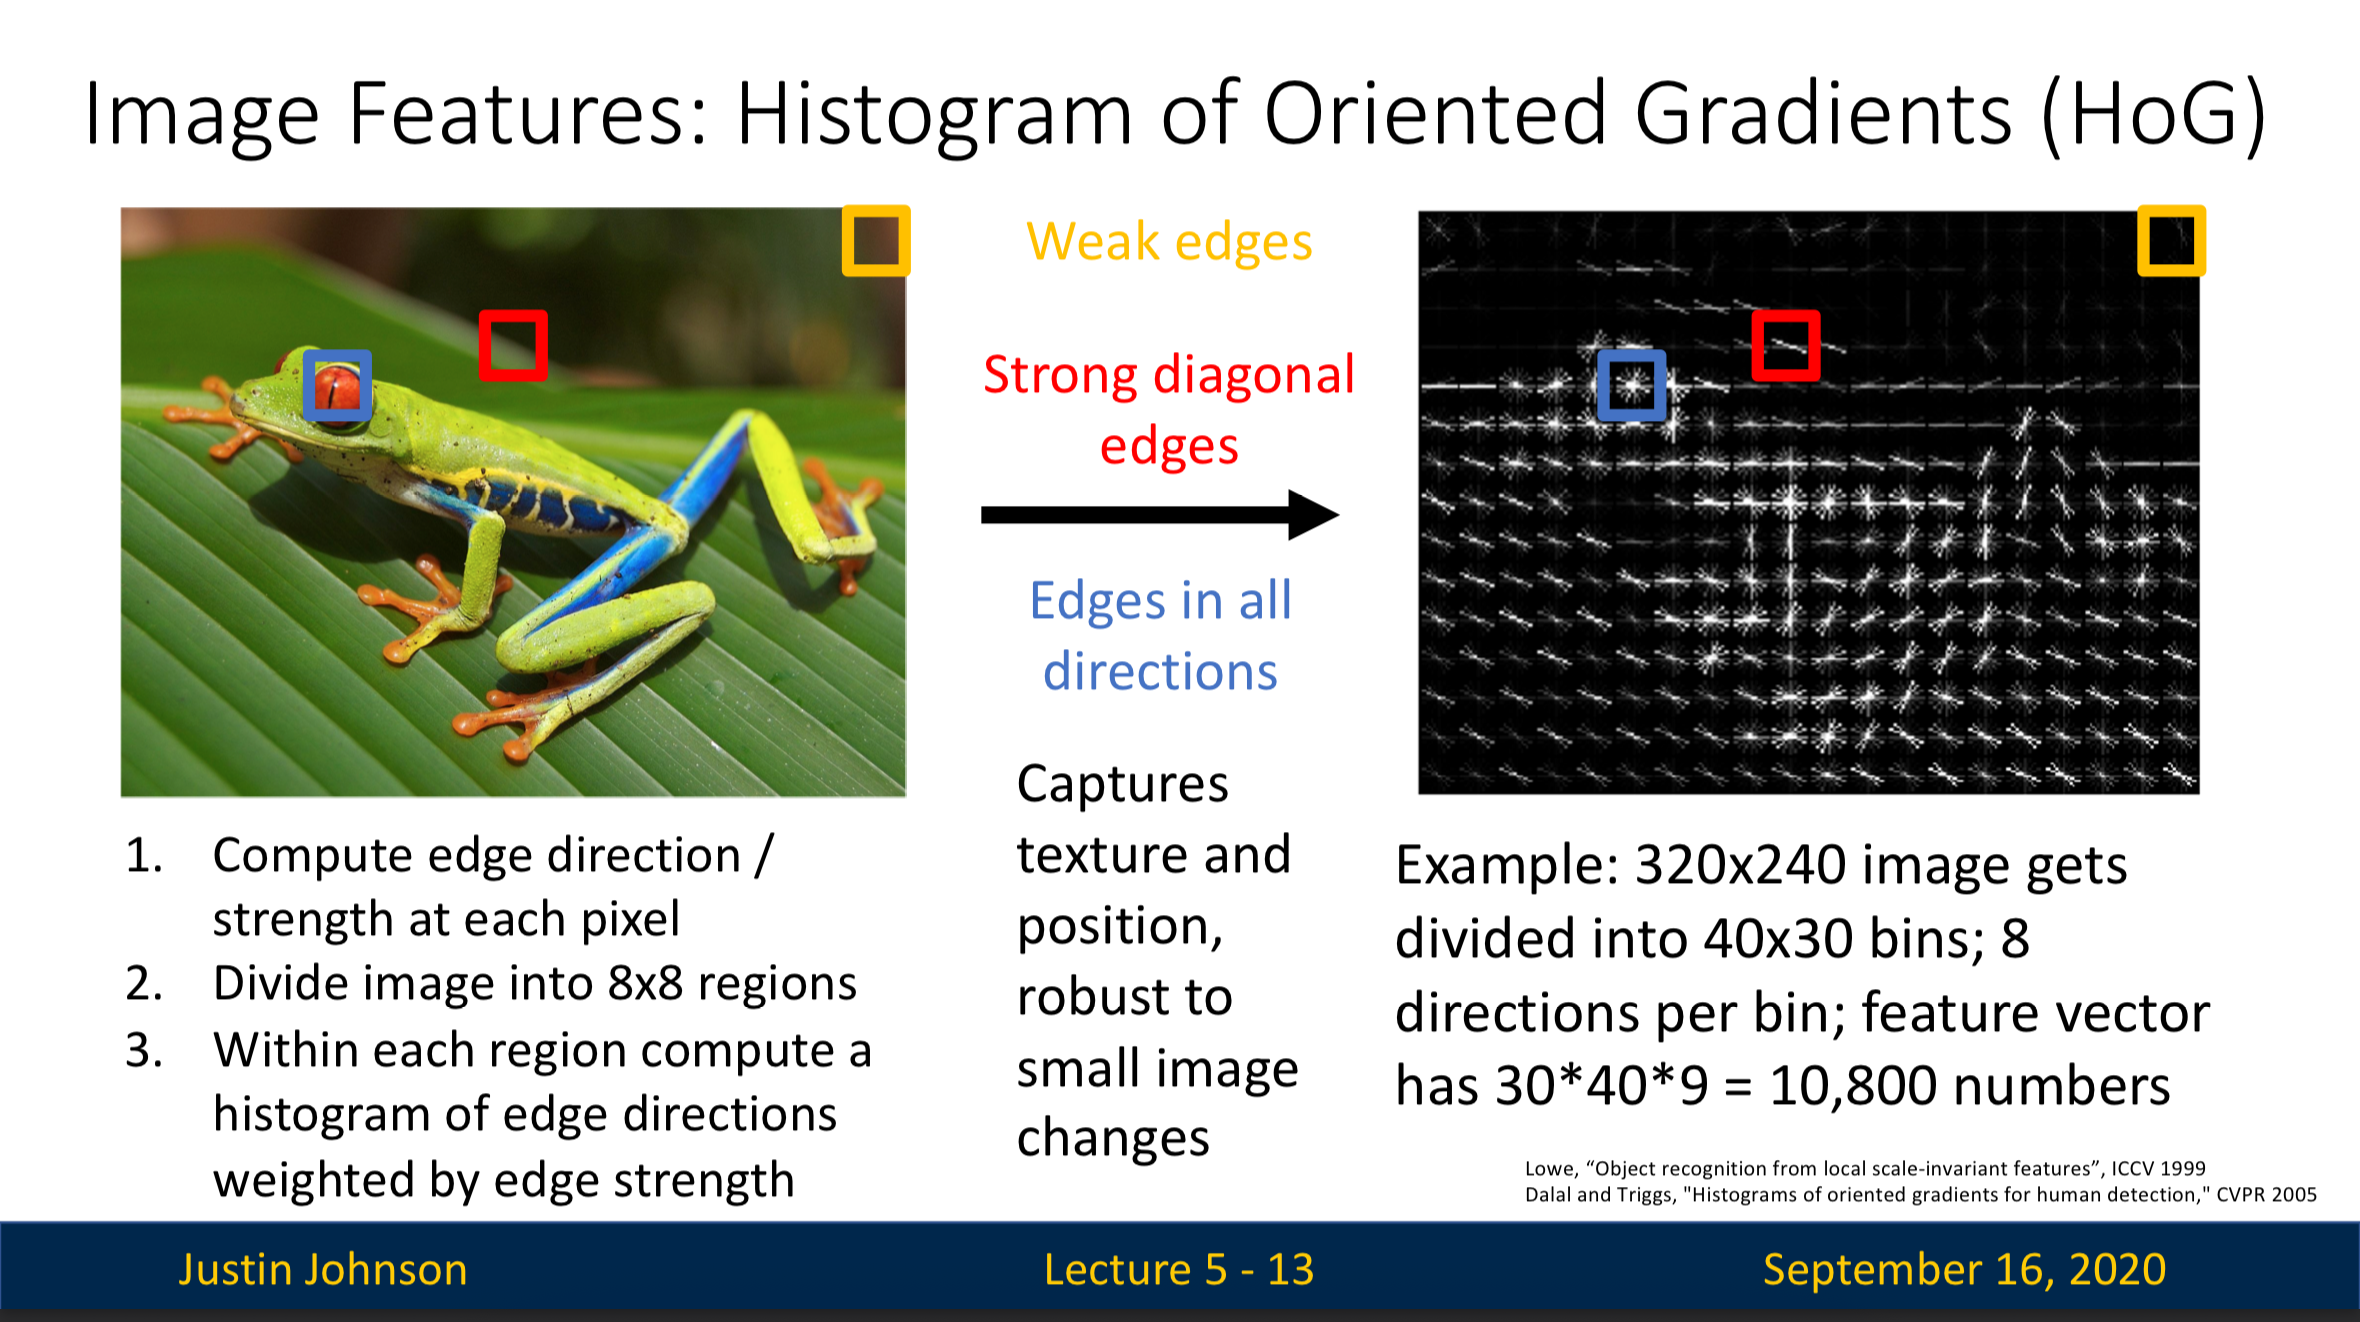 Image Features: Histogram of Oriented Gradients (HoG)
Weak edges
Strong diagonal
edges
Edges in all
directions
Captures
texture and
position,
robust to
small image
changes
1. Compute edge direction /
strength at each pixel
2. Divide image into 8x8 regions
3. Within each region compute a
histogram of edge directions
weighted by edge strength
Example: 320x240 image gets
divided into 40x30 bins; 8
directions per bin; feature vector
has 30*40*9 = 10,800 numbers
Lowe, “Object recognition from local scale-invariant features”, ICCV 1999
Dalal and Triggs, "Histograms of oriented gradients for human detection," CVPR 2005
Justin Johnson
Lecture 5 - 13
September 16, 2020